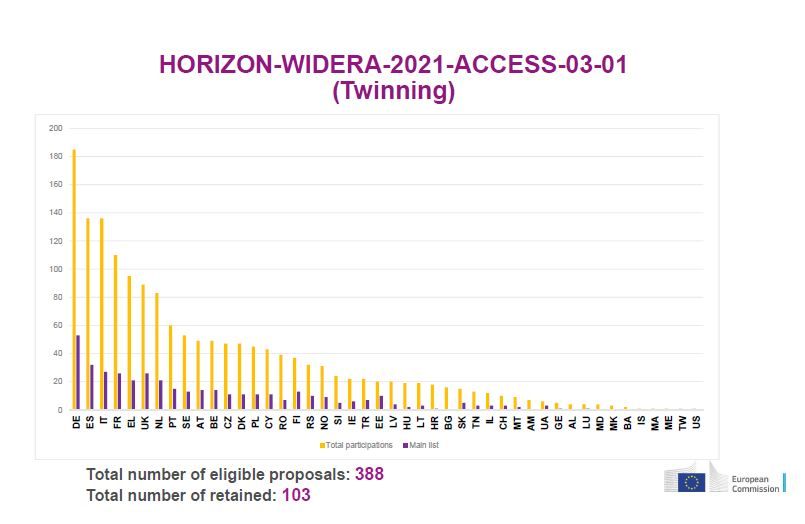 HORIZON-WIDERA-2021-ACCESS-03-01
(Twinning)
200
180
160
140
120
100
80
60
40
20
0
DE ES IT FR EL UK NL PT SE AT BE CZ DK PL CY RO FI RS NO SI IE TR EE LV HU LT HR BG SK TN IL CH MT AM UA GE AL LU MD MK BA IS MA ME TW US
Total participations Main list
Total number of eligible proposals: 388
Total number of retained: 103
European
Commission